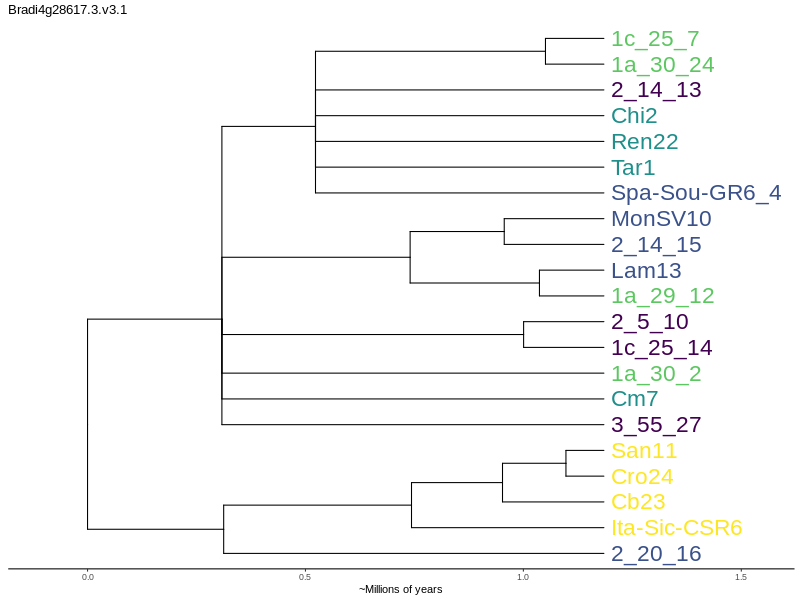 Bradi4g28617.3.v3.1
1c_25_7
1a_30_24
2_14_13
Chi2
Ren22
Tar1
Spa-Sou-GR6_4
MonSV10
2_14_15
Lam13
1a_29_12
2_5_10
1c_25_14
1a_30_2
Cm7
3_55_27
San11
Cro24
Cb23
Ita-Sic-CSR6
2_20_16
0.0 0.5 1.0 1.5
~Millions of years